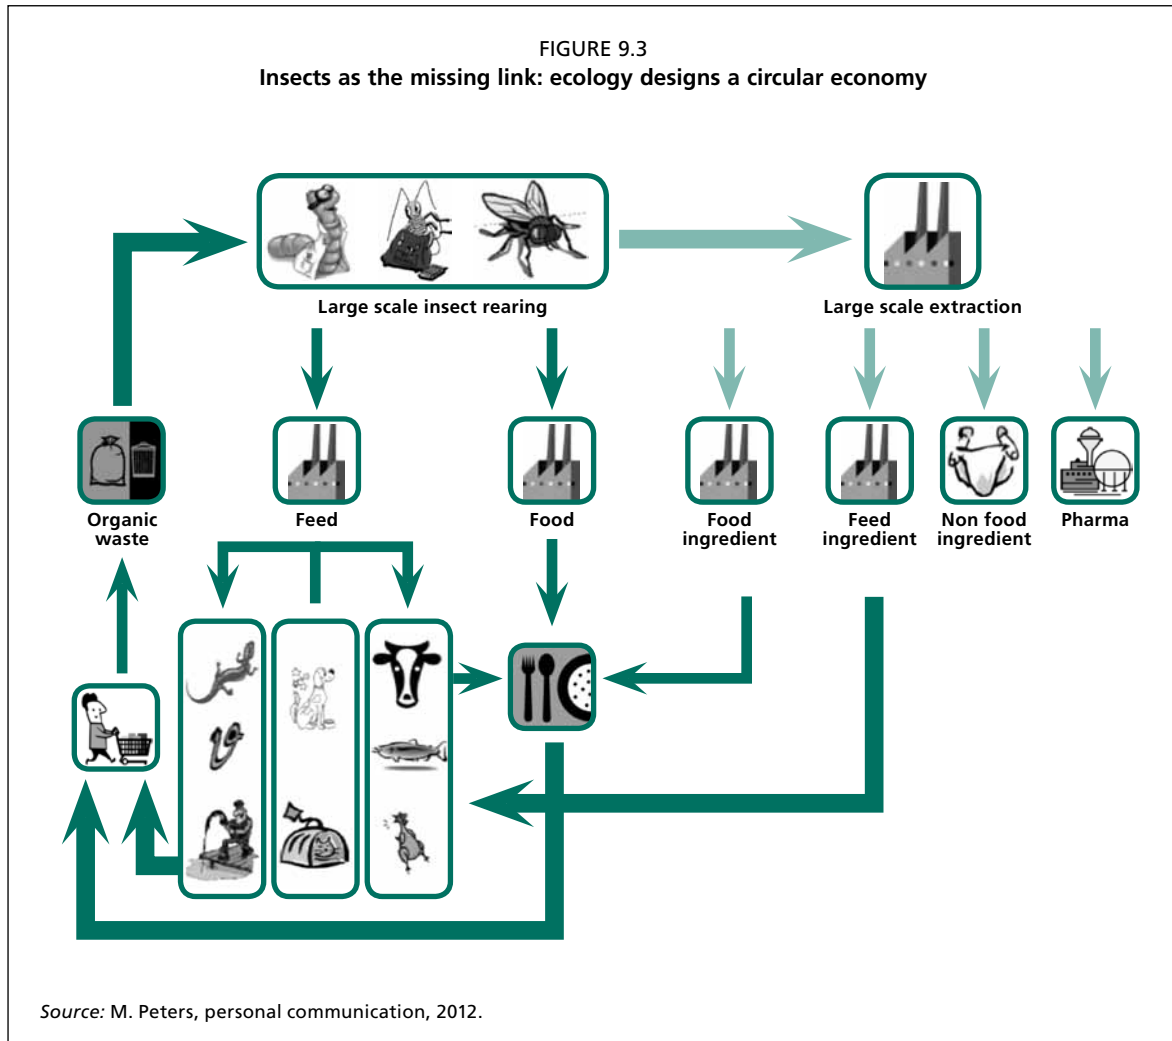 FIGURE 9.3
Insects as the missing link: ecology designs a circular economy
Large scale insect rearing
Large scale extraction
Organic
waste
Feed
Food
Food
ingredient
Feed
ingredient
Non food
ingredient
Pharma
Source: M. Peters, personal communication, 2012.